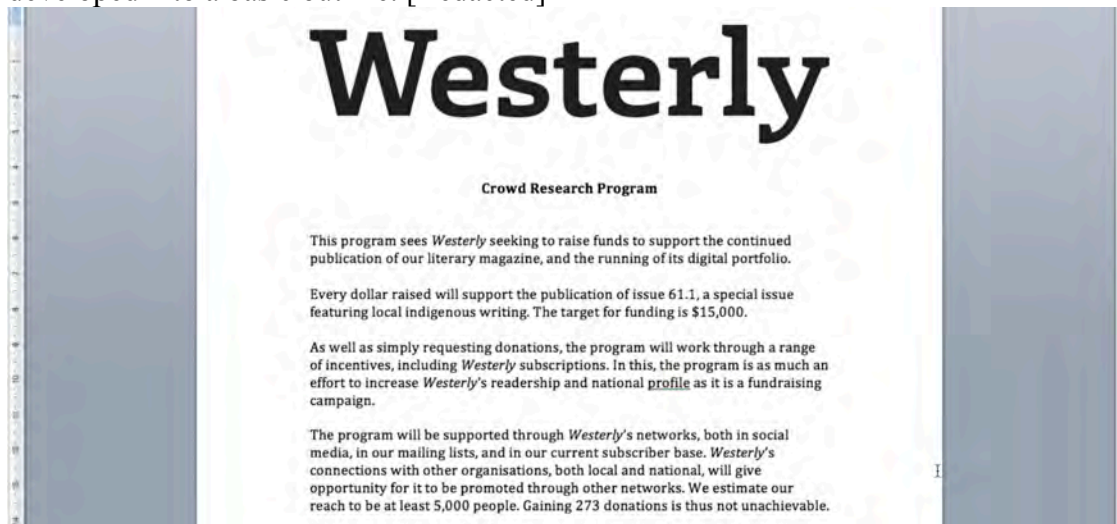 Westerly
Crowd Research Program
This program sees Westerly seeking to raise funds to support the continued
publication of our literary magazine, and the running of its digital portfolio.
Every dollar raised will support the publication of issue 61.1, a special issue
featuring local indigenous writing. The target for funding is $15,000.
As well as simply requesting donations, the program will work through a range
of incentives, including Westerly subscriptions. In this, the program is as much an
effort to increase Westerly's readership and national profile as it is a fundraising
campaign.
The program will be supported through Westerly's networks, both in social
media, in our mailing lists, and in our current subscriber base. Westerly's
connections with other organisations, both local and national, will give
opportunity for it to be promoted through other networks. We estimate our
reach to be at least 5,000 people. Gaining 273 donations is thus not unachievable.